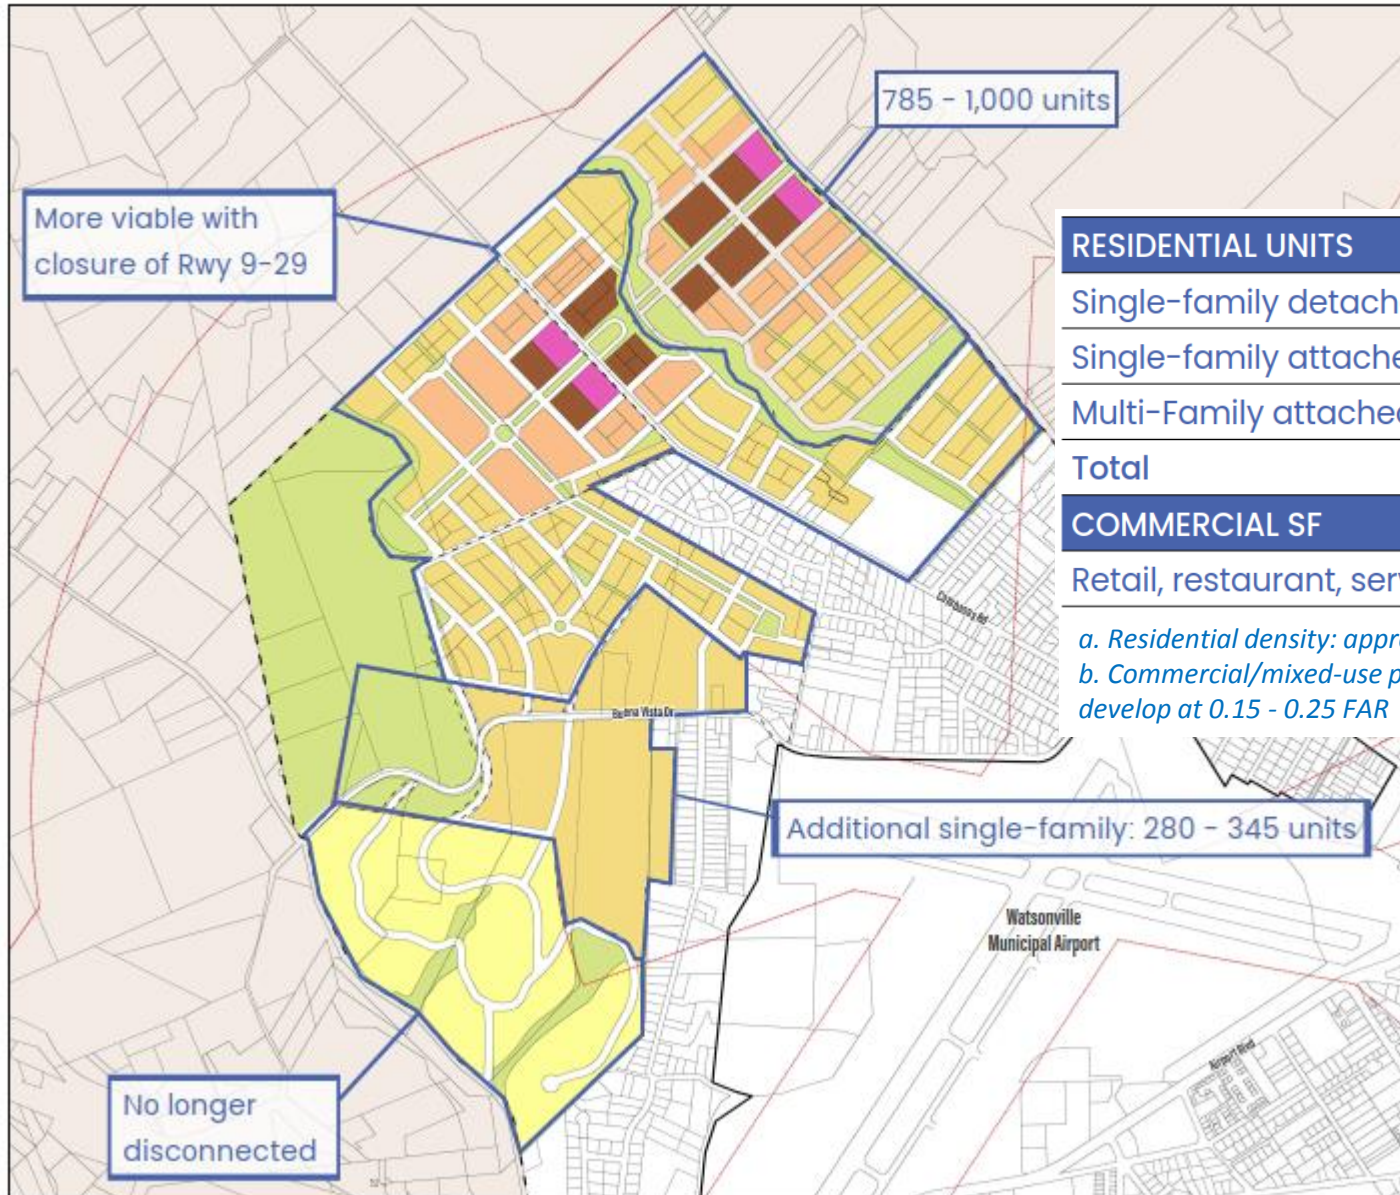 785 - 1,000 units
More viable with
closure of Rwy 9-29
RESIDENTIAL UNITS
Single-family detach
Single-family attache
Multi-Family attached
Total
COMMERCIAL SF
Retail, restaurant, ser
a. Residential density: appr
b. Commercial/mixed-use p
develop at 0.15 - 0.25 FAR
Buena Vista Dr
Additional single-family: 280 - 345 units
Watsonville
Municipal Airport
Airport Blvd
No longer
disconnected